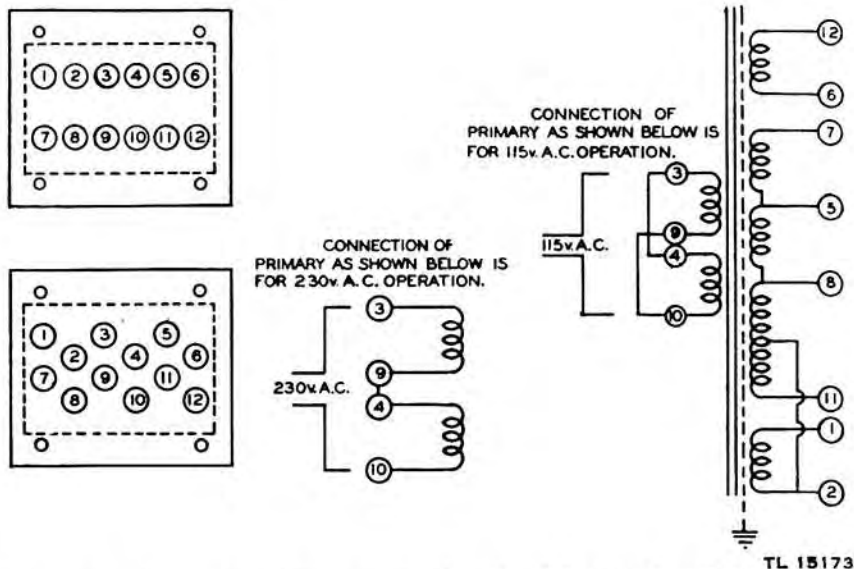 1 2 3 4 5 6
7 8 9 10 11 12
1 3 5
2 4 6
7 9 11
8 10 12
CONNECTION OF
PRIMARY AS SHOWN BELOW IS
FOR 230v. A.C. OPERATION.
3
9
230v.A.C.
4
10
CONNECTION OF
PRIMARY AS SHOWN BELOW IS
FOR 115v. A.C. OPERATION.
3
9
115v.A.C.
4
10
12
6
7
5
8
11
1
2
TL 15173